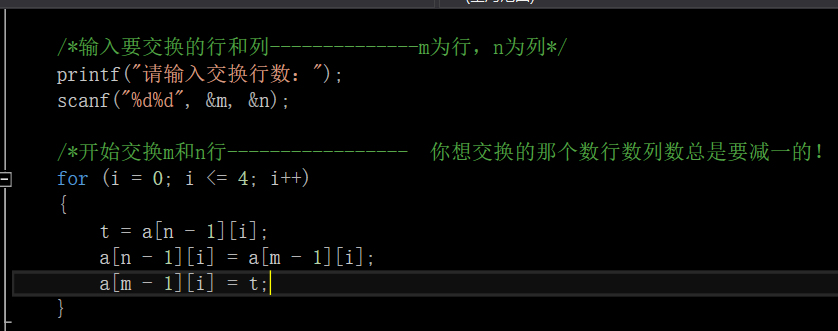 /*输入要交换的行和列--------------m为行，n为列*/
printf("请输入交换行数：");
scanf("%d%d", &m, &n);
/*开始交换m和n行-----------------  你想交换的那个数行数列数总是要减一的！
for (i = 0; i <= 4; i++)
{
t = a[n - 1][i];
a[n - 1][i] = a[m - 1][i];
a[m - 1][i] = t;
}